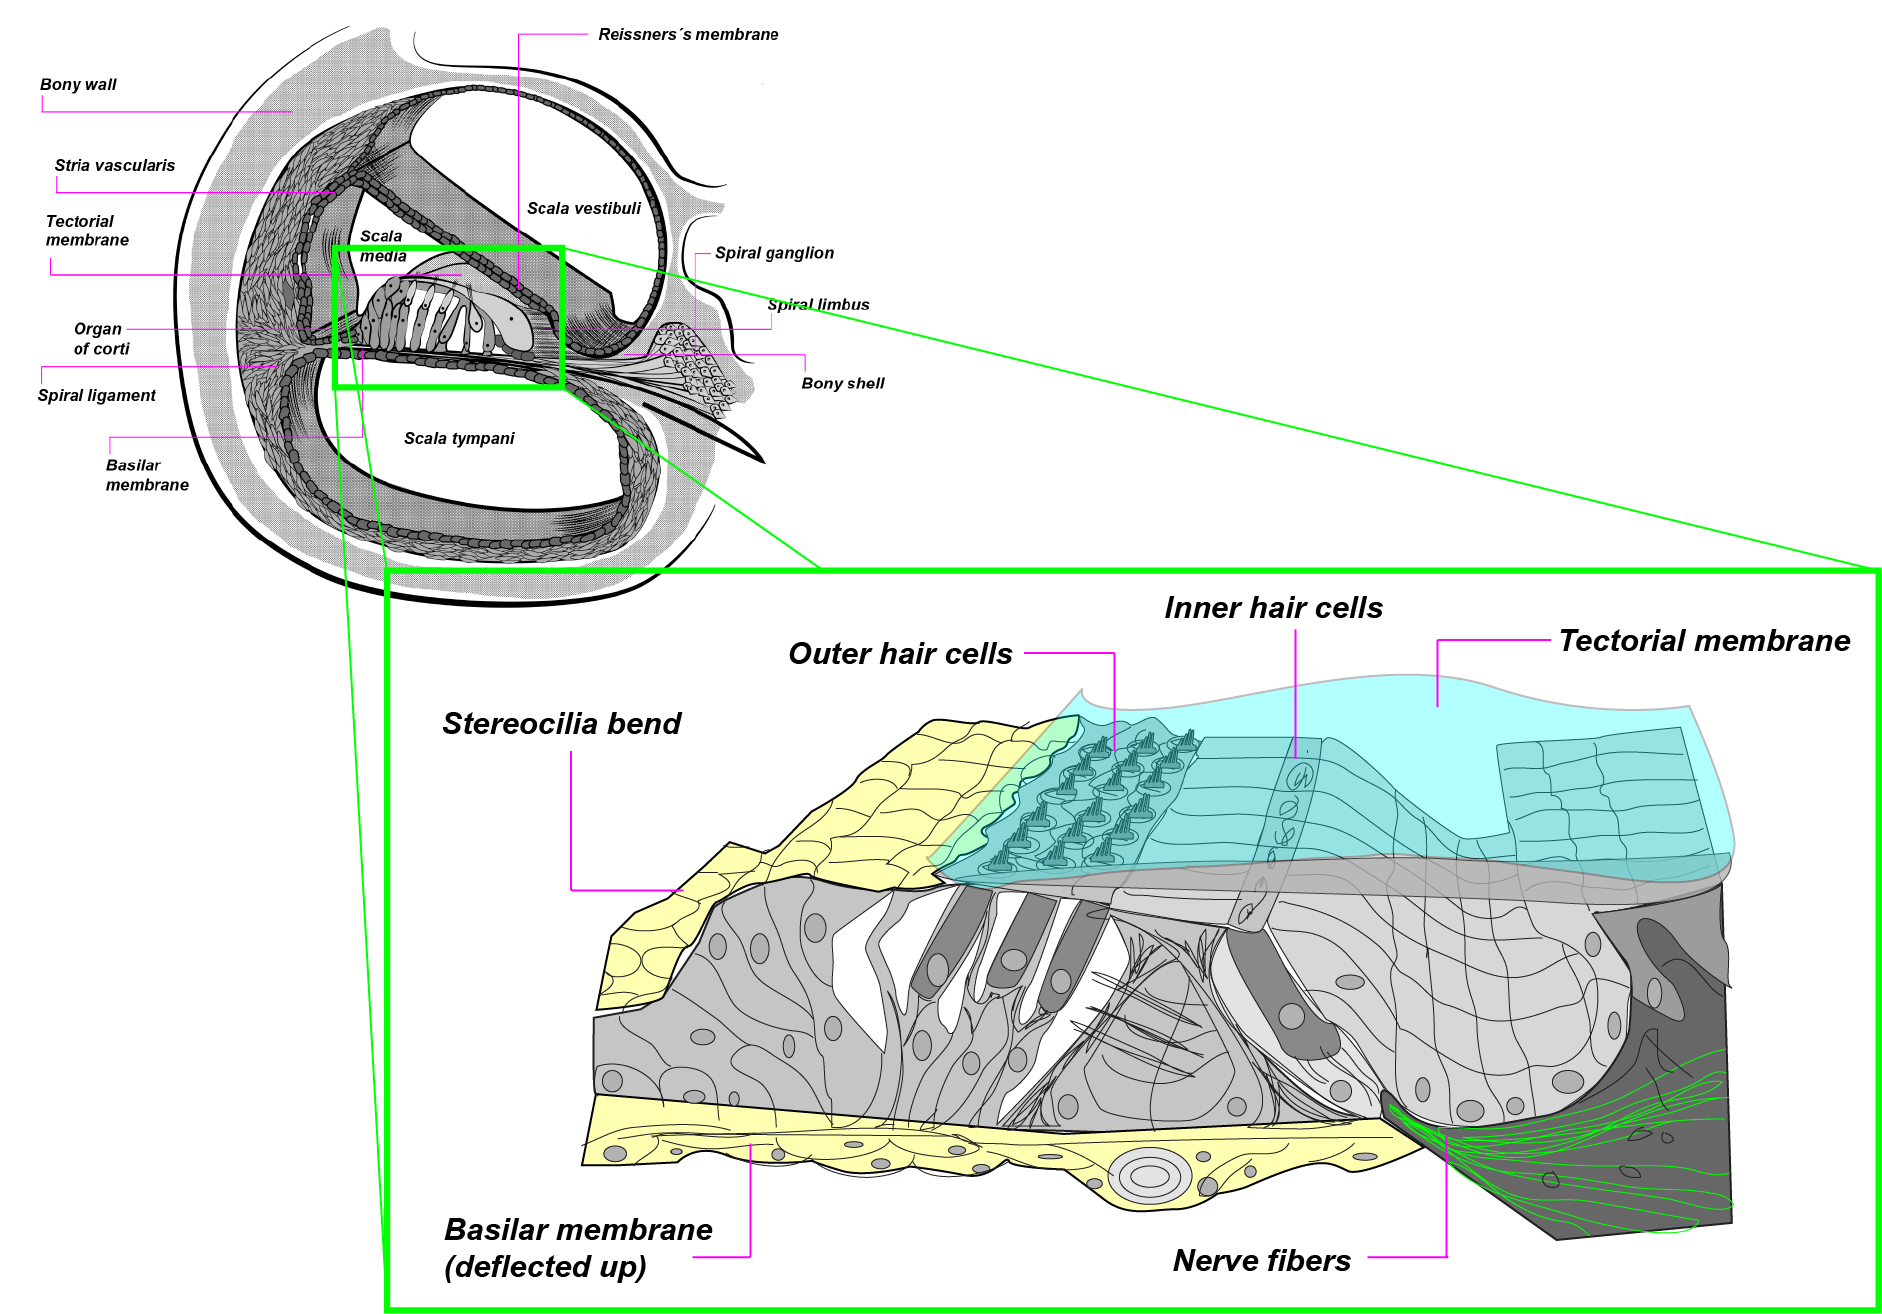 Reissners´s membrane
Bony wall
Stria vascularis
Tectorial
membrane
Scala vestibuli
Scala
media
Spiral ganglion
Spiral limbus
Organ
of corti
Bony shell
Spiral ligament
Scala tympani
Basilar
membrane
Inner hair cells
Outer hair cells
Tectorial membrane
Stereocilia bend
Basilar membrane
(deflected up)
Nerve fibers